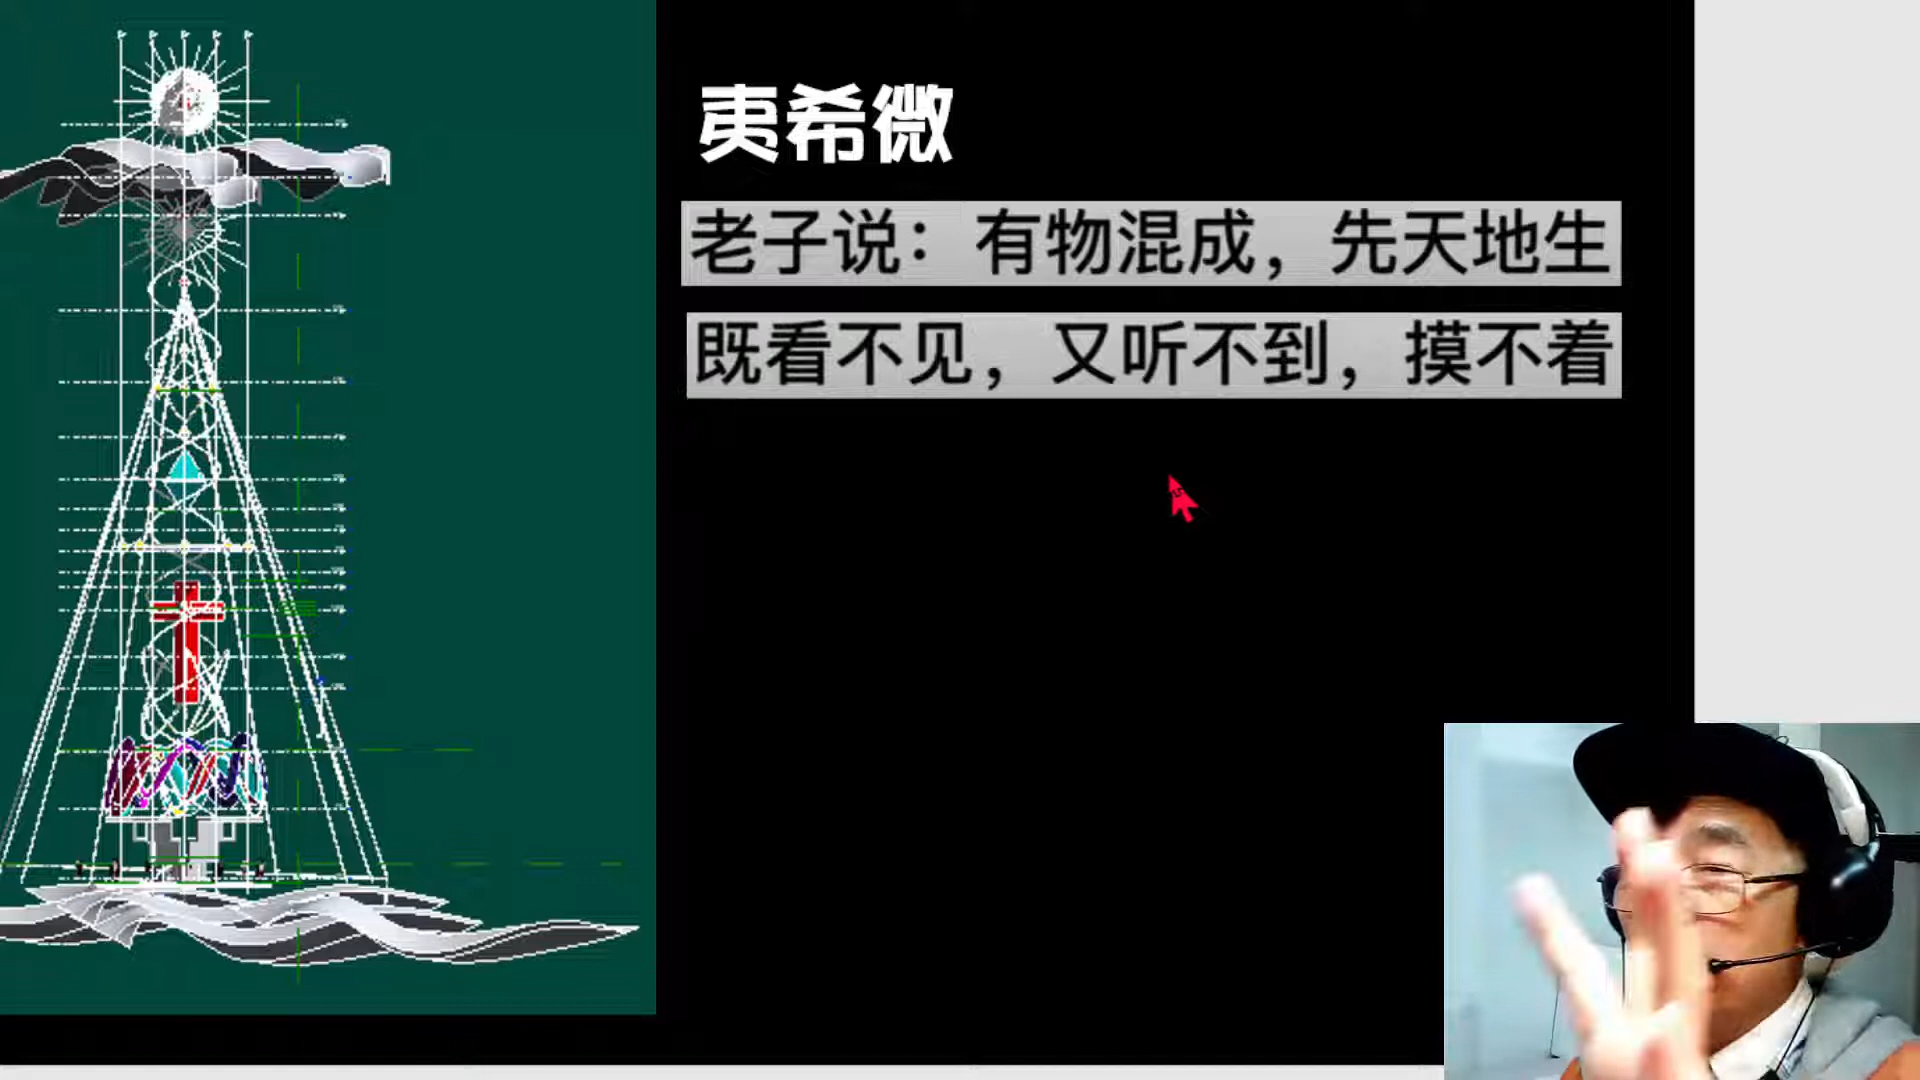 夷希微
老子说：有物混成，先天地生
既看不见，又听不到，摸不着